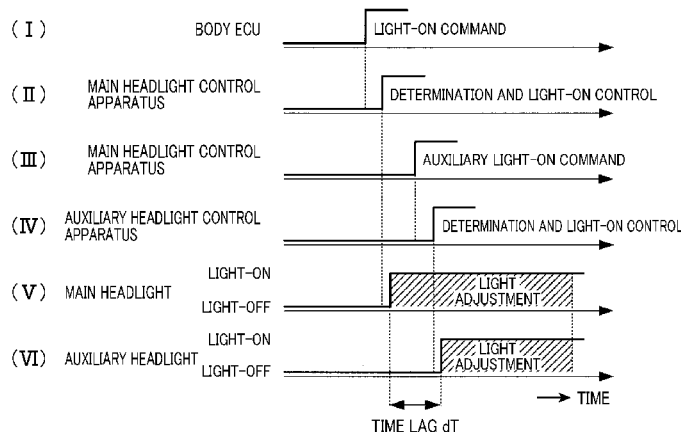 (I) BODY ECU LIGHT-ON COMMAND
(II) MAIN HEADLIGHT CONTROL
APPARATUS DETERMINATION AND LIGHT-ON CONTROL
(III) MAIN HEADLIGHT CONTROL
APPARATUS AUXILIARY LIGHT-ON COMMAND
(IV) AUXILIARY HEADLIGHT CONTROL
APPARATUS DETERMINATION AND LIGHT-ON CONTROL
LIGHT-ON
(V) MAIN HEADLIGHT LIGHT
ADJUSTMENT
LIGHT-OFF
LIGHT-ON
(VI) AUXILIARY HEADLIGHT LIGHT
ADJUSTMENT
LIGHT-OFF
TIME
TIME LAG dT